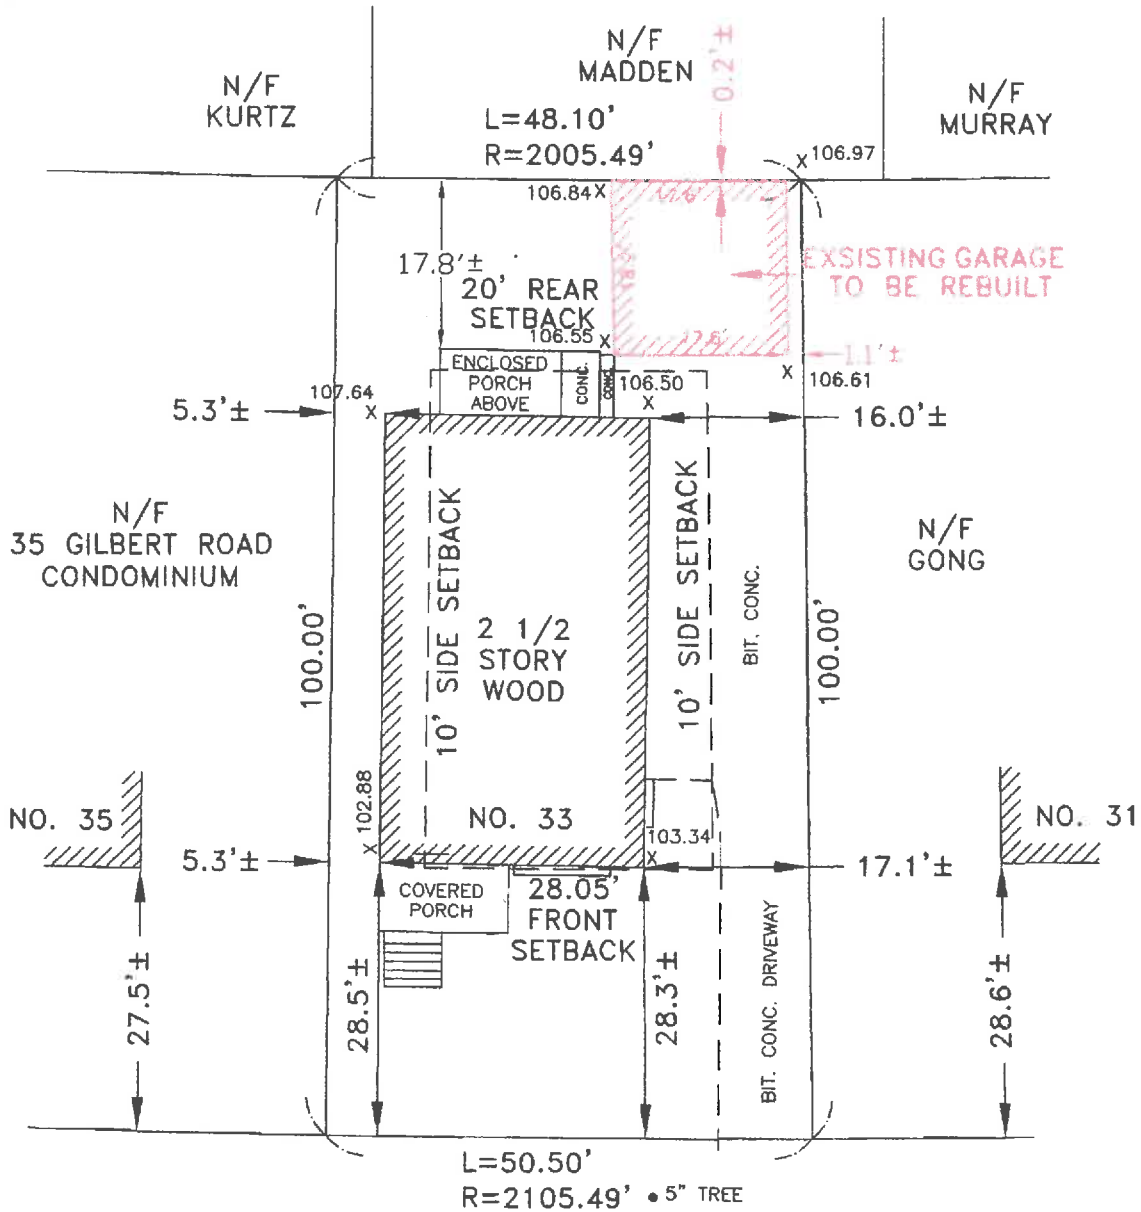 N/F
MADDEN
0.2'±
N/F
KURTZ
N/F
MURRAY
L=48.10'
R=2005.49'
106.97
106.84
17.8'±
20' REAR
SETBACK
EXSISTING GARAGE
TO BE REBUILT
106.55
1.1'±
ENCLOSED
PORCH
ABOVE
CONC.
CONC
106.50
106.61
107.64
5.3'±
16.0'±
N/F
35 GILBERT ROAD
CONDOMINIUM
N/F
GONG
10' SIDE SETBACK
10' SIDE SETBACK
BIT. CONC.
100.00'
100.00'
2 1/2
STORY
WOOD
102.88
NO. 35
NO. 33
103.34
NO. 31
5.3'±
17.1'±
COVERED
PORCH
28.05'
FRONT
SETBACK
27.5'±
28.5'±
28.3'±
BIT. CONC. DRIVEWAY
28.6'±
L=50.50'
R=2105.49'
5" TREE